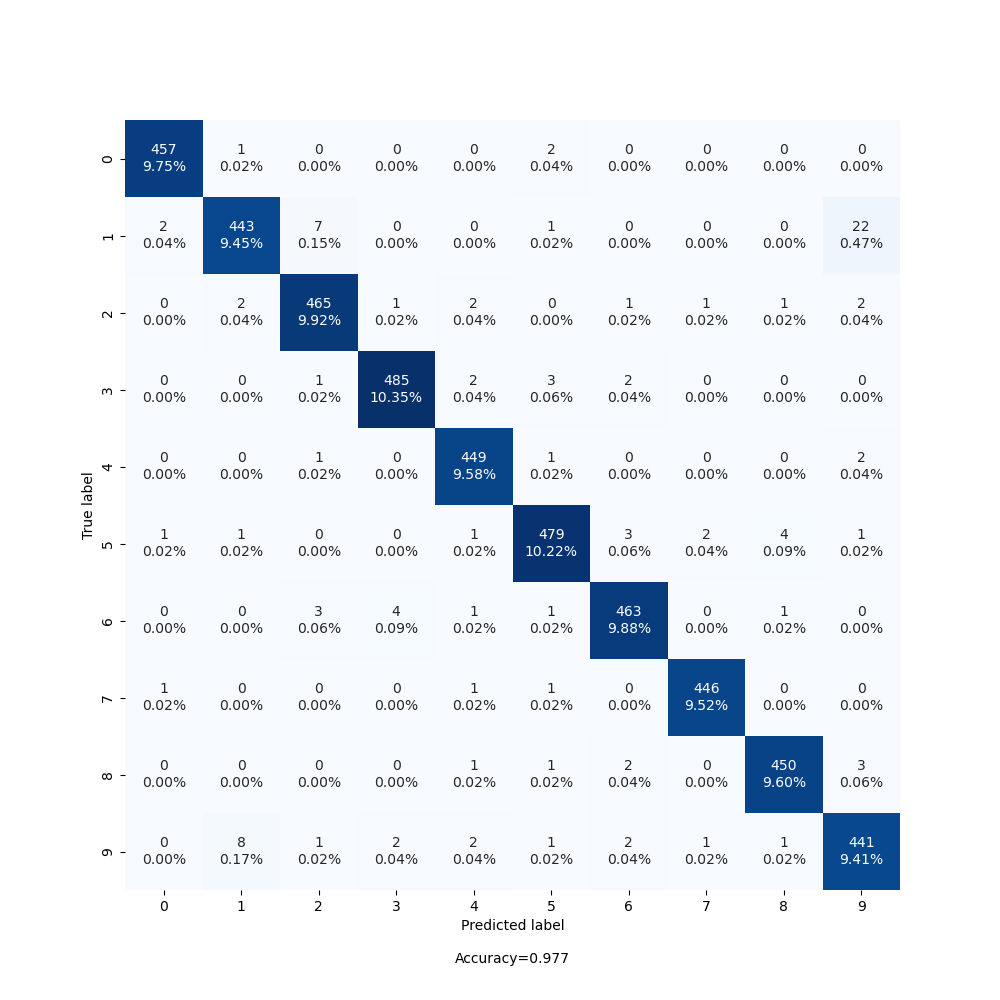 457 1 0 0 0 2 0 0 0 0
0 9.75% 0.02% 0.00% 0.00% 0.00% 0.04% 0.00% 0.00% 0.00% 0.00%
2 443 7 0 0 1 0 0 0 22
1 0.04% 9.45% 0.15% 0.00% 0.00% 0.02% 0.00% 0.00% 0.00% 0.47%
0 2 465 1 2 0 1 1 1 2
2 0.00% 0.04% 9.92% 0.02% 0.04% 0.00% 0.02% 0.02% 0.02% 0.04%
0 0 1 485 2 3 2 0 0 0
3 0.00% 0.00% 0.02% 10.35% 0.04% 0.06% 0.04% 0.00% 0.00% 0.00%
0 0 1 0 449 1 0 0 0 2
4 0.00% 0.00% 0.02% 0.00% 9.58% 0.02% 0.00% 0.00% 0.00% 0.04%
True label
1 1 0 0 1 479 3 2 4 1
5 0.02% 0.02% 0.00% 0.00% 0.02% 10.22% 0.06% 0.04% 0.09% 0.02%
0 0 3 4 1 1 463 0 1 0
6 0.00% 0.00% 0.06% 0.09% 0.02% 0.02% 9.88% 0.00% 0.02% 0.00%
1 0 0 0 1 1 0 446 0 0
7 0.02% 0.00% 0.00% 0.00% 0.02% 0.02% 0.00% 9.52% 0.00% 0.00%
0 0 0 0 1 1 2 0 450 3
8 0.00% 0.00% 0.00% 0.00% 0.02% 0.02% 0.04% 0.00% 9.60% 0.06%
0 8 1 2 2 1 2 1 1 441
9 0.00% 0.17% 0.02% 0.04% 0.04% 0.02% 0.04% 0.02% 0.02% 9.41%
0 1 2 3 4 5 6 7 8 9
Predicted label
Accuracy=0.977